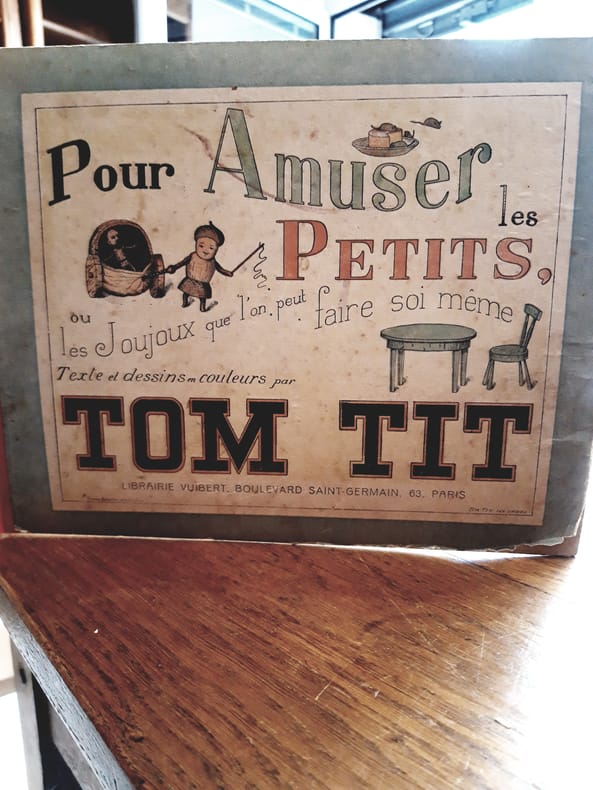 Pour Amuser
les
PETITS,
ou
les Joujoux que l'on peut faire soi même
Texte et dessins en couleurs par
TOM TIT
LIBRAIRIE VUIBERT, BOULEVARD SAINT-GERMAIN, 63, PARIS